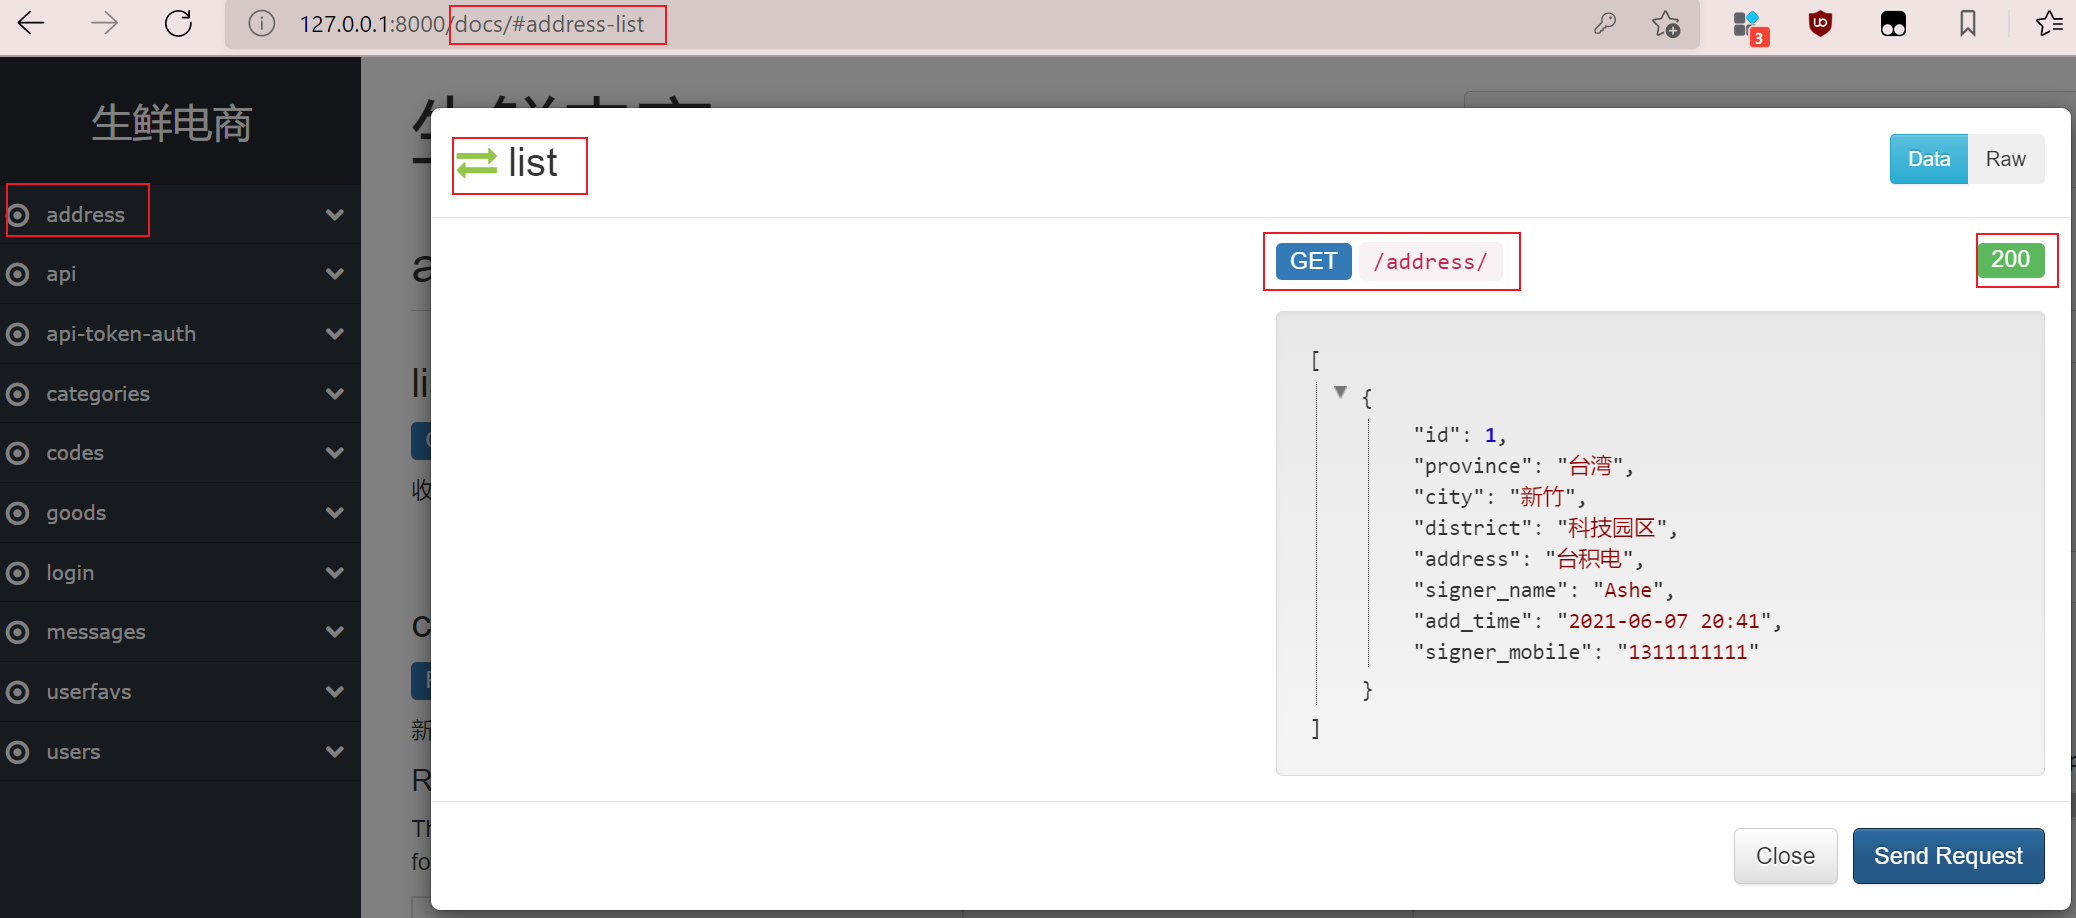 127.0.0.1:8000/docs/#address-list
3
生鲜电商
address
api
api-token-auth
categories
codes
goods
login
messages
userfavs
users
list
Data
Raw
GET /address/
200
[
{
"id": 1,
"province": "台湾",
"city": "新竹",
"district": "科技园区",
"address": "台积电",
"signer_name": "Ashe",
"add_time": "2021-06-07 20:41",
"signer_mobile": "1311111111"
}
]
Close
Send Request